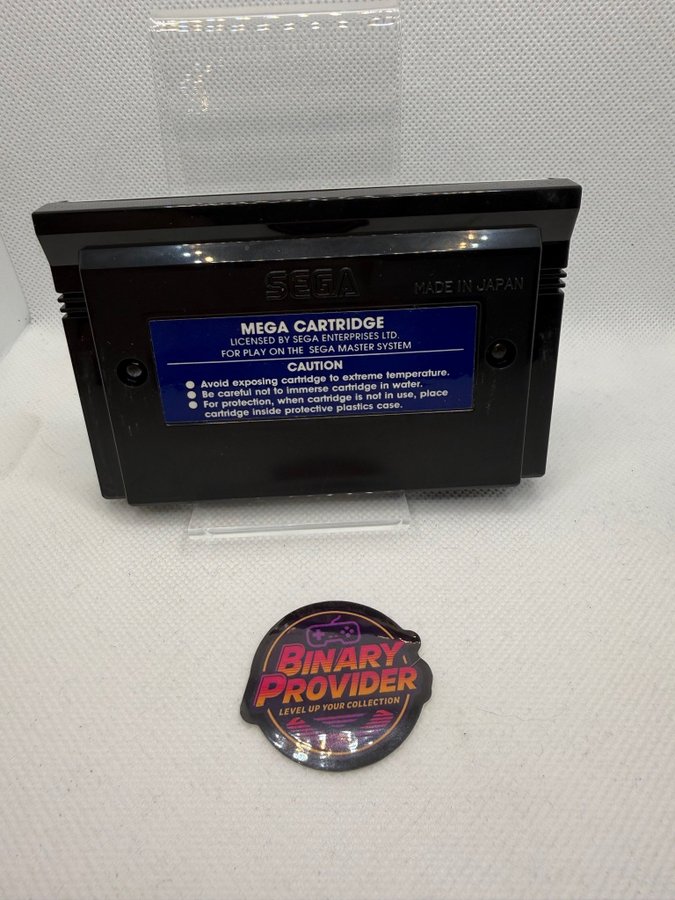 SEGA
MADE IN JAPAN
MEGA CARTRIDGE
LICENSED BY SEGA ENTERPRISES LTD.
FOR PLAY ON THE SEGA MASTER SYSTEM
CAUTION
● Avoid exposing cartridge to extreme temperature.
● Be careful not to immerse cartridge in water.
● For protection, when cartridge is not in use, place
cartridge inside protective plastics case.
BINARY
PROVIDER
LEVEL UP YOUR COLLECTION